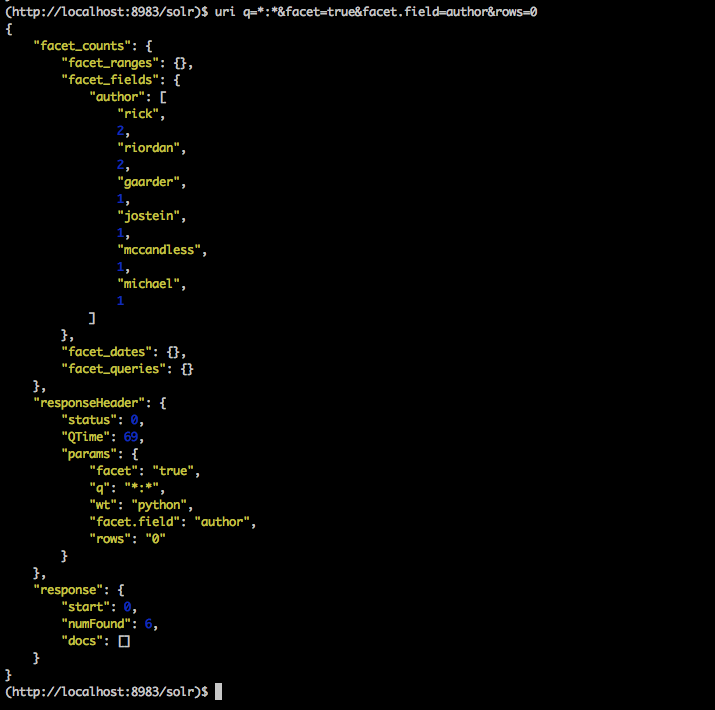 (http://localhost:8983/solr)$ uri q=*:*&facet=true&facet.field=author&rows=0
{
    "facet_counts": {
        "facet_ranges": {},
        "facet_fields": {
            "author": [
                "rick",
                2,
                "riordan",
                2,
                "gaarder",
                1,
                "jostein",
                1,
                "mccandless",
                1,
                "michael",
                1
            ]
        },
        "facet_dates": {},
        "facet_queries": {}
    },
    "responseHeader": {
        "status": 0,
        "QTime": 69,
        "params": {
            "facet": "true",
            "q": "*:*",
            "wt": "python",
            "facet.field": "author",
            "rows": "0"
        }
    },
    "response": {
        "start": 0,
        "numFound": 6,
        "docs": []
    }
}
(http://localhost:8983/solr)$